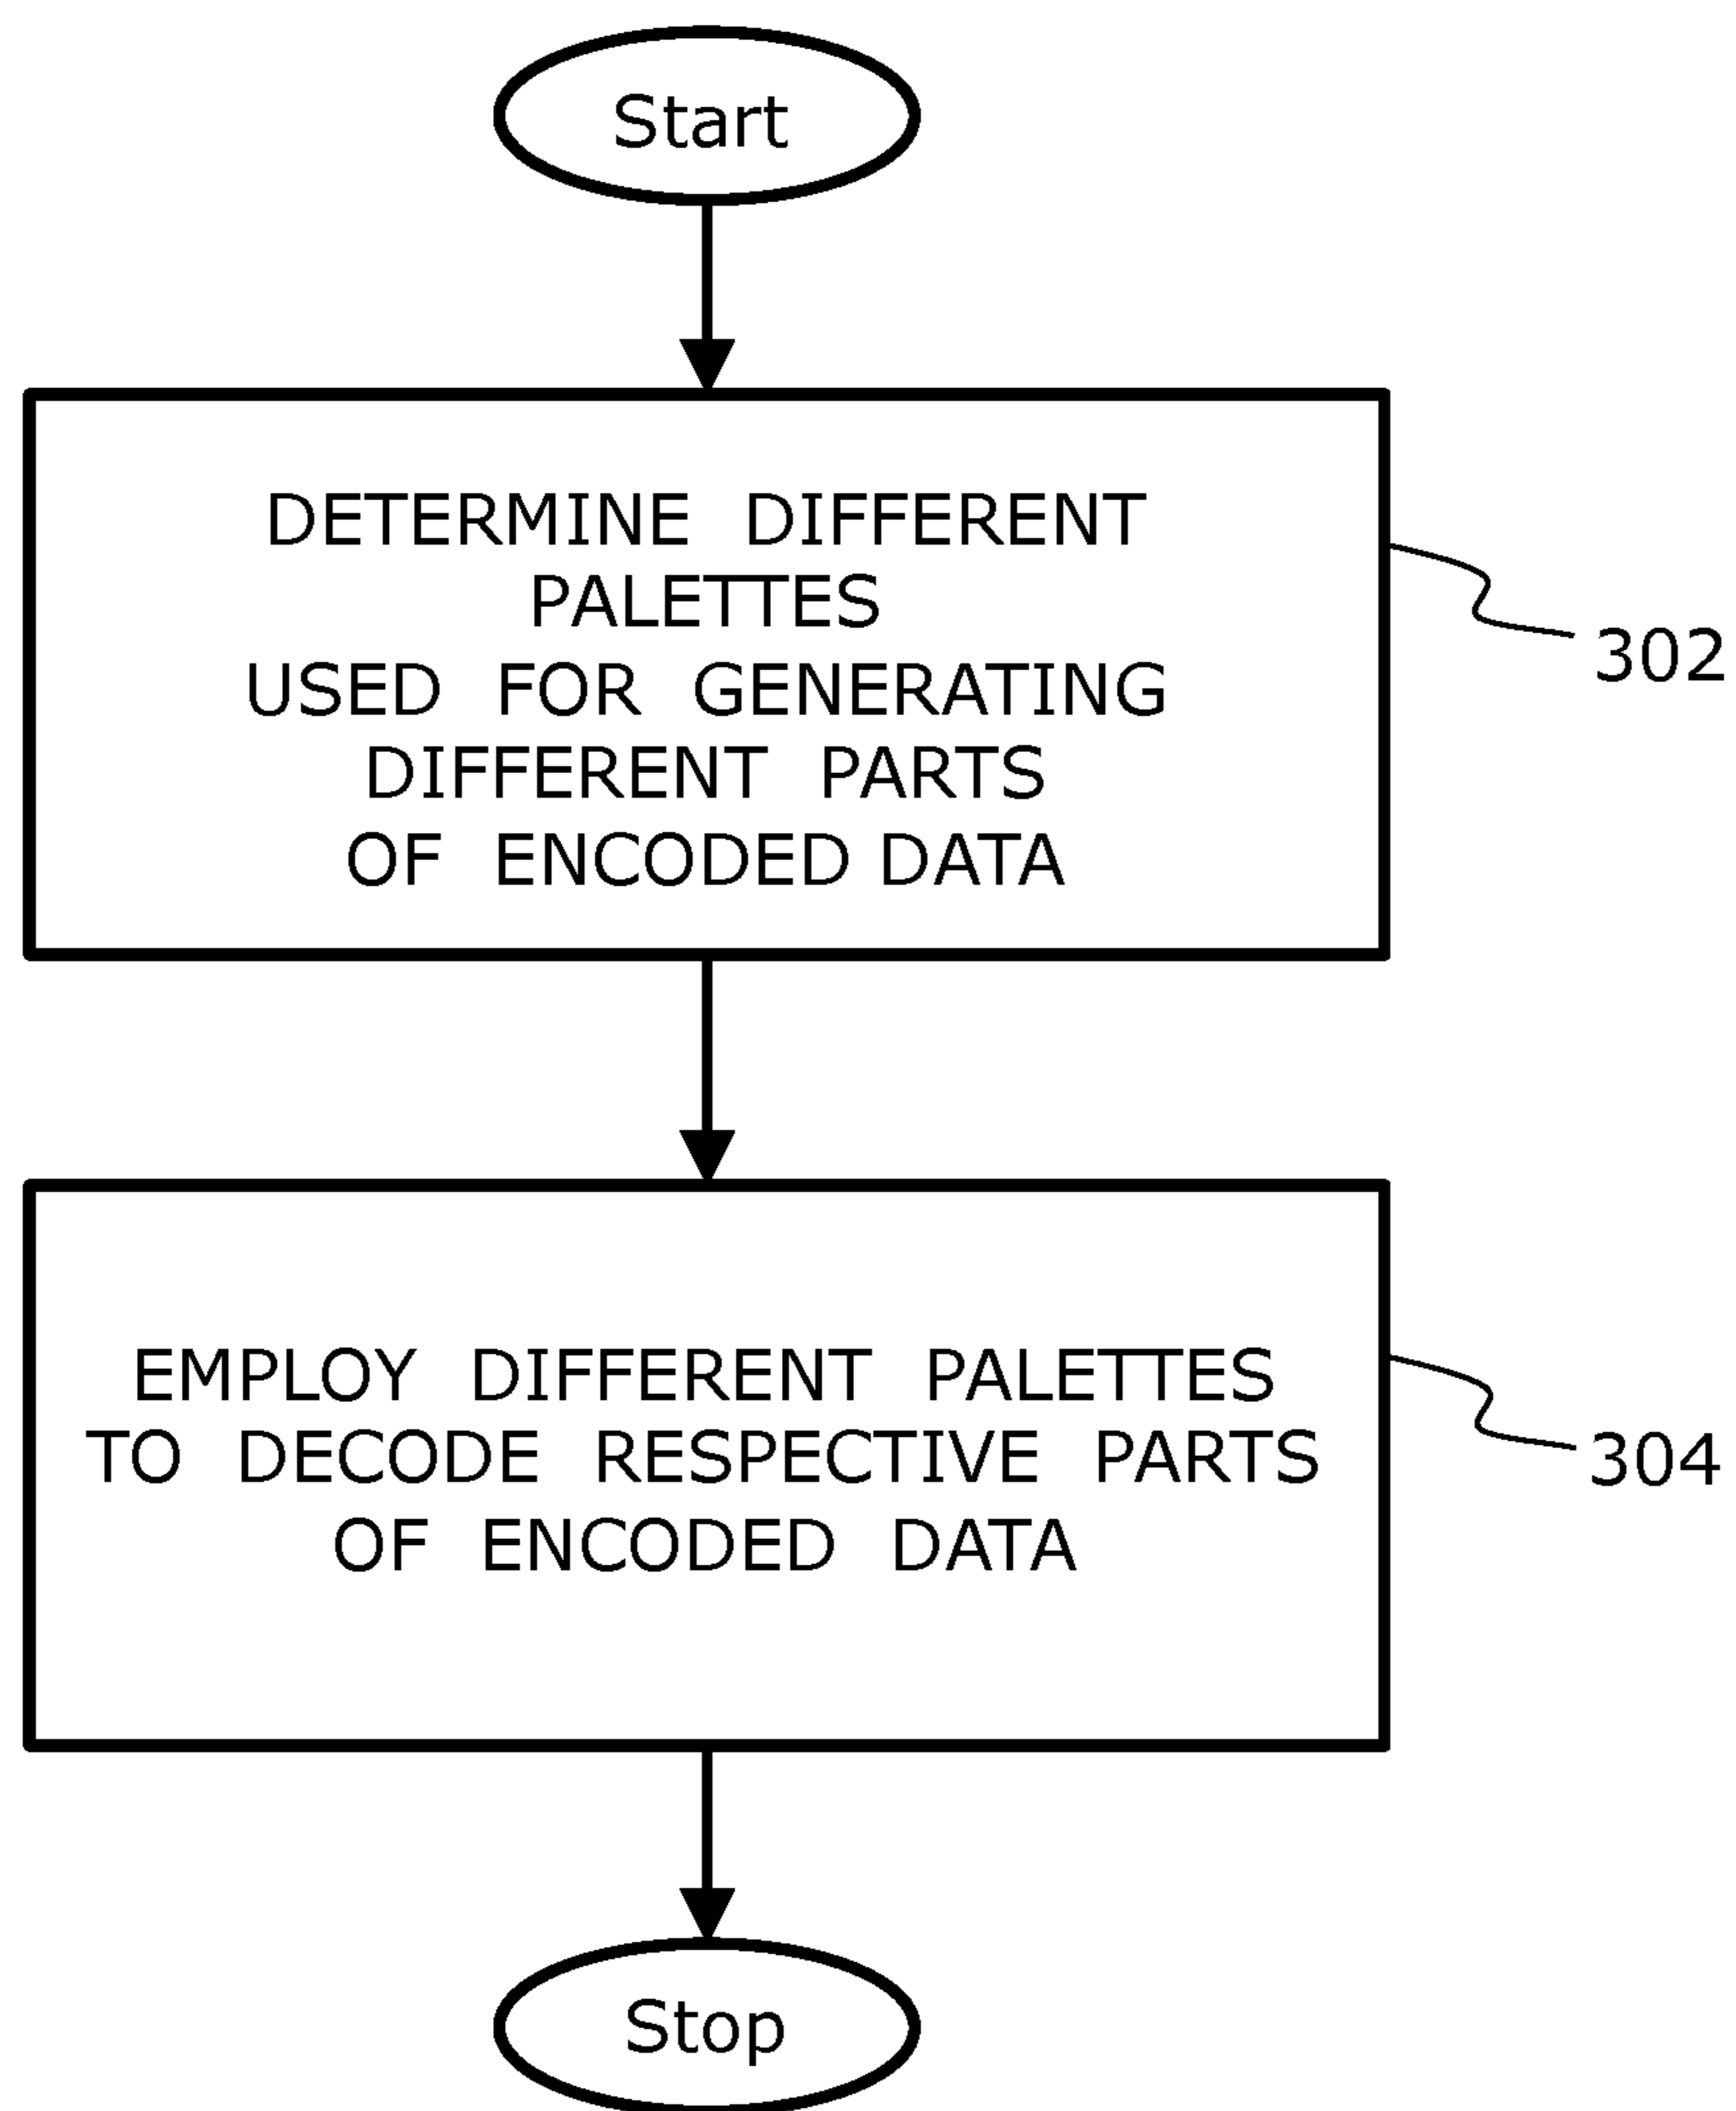 Start
DETERMINE DIFFERENT
PALETTES
USED FOR GENERATING
DIFFERENT PARTS
OF ENCODED DATA
302
EMPLOY DIFFERENT PALETTES
TO DECODE RESPECTIVE PARTS
OF ENCODED DATA
304
Stop